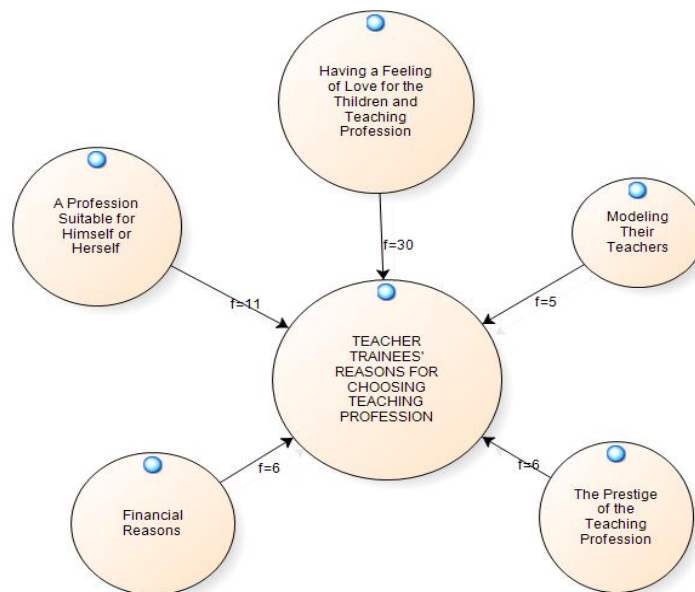 Having a Feeling
of Love for the
Thildren and
Teaching
Profession
A Profession
Suitable for
Himself or
Herself
Modeling
Their
Teachers
f=30
f=11
f=5
TEACHER
TRAINEES'
REASONS FOR
CHOOSING
TEACHING
PROFESSION
f=6
f=6
Financial
Reasons
The Prestige
of the
Teaching
Profession